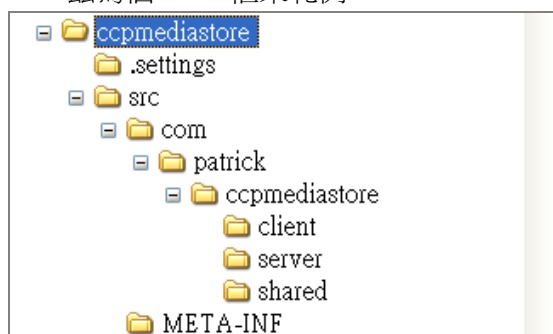 ccpmediastore
.settings
src
com
patrick
ccpmediastore
client
server
shared
META-INF